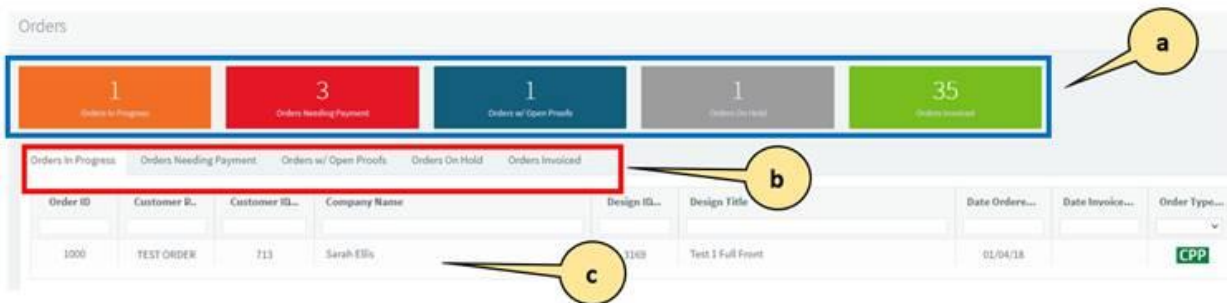 Orders
a
1 3 1 1 35
Orders In Progress Orders Needing Payment Orders w/ Open Proofs Orders On Hold Orders Invoiced
Orders In Progress Orders Needing Payment Orders w/ Open Proofs Orders On Hold Orders Invoiced
b
Order ID Customer P... Customer ID... Company Name Design ID... Design Title Date Ordere... Date Invoice... Order Type...
1000 TEST ORDER 713 Sarah Ellis 3169 Test 1 Full Front 01/04/18 CPP
c